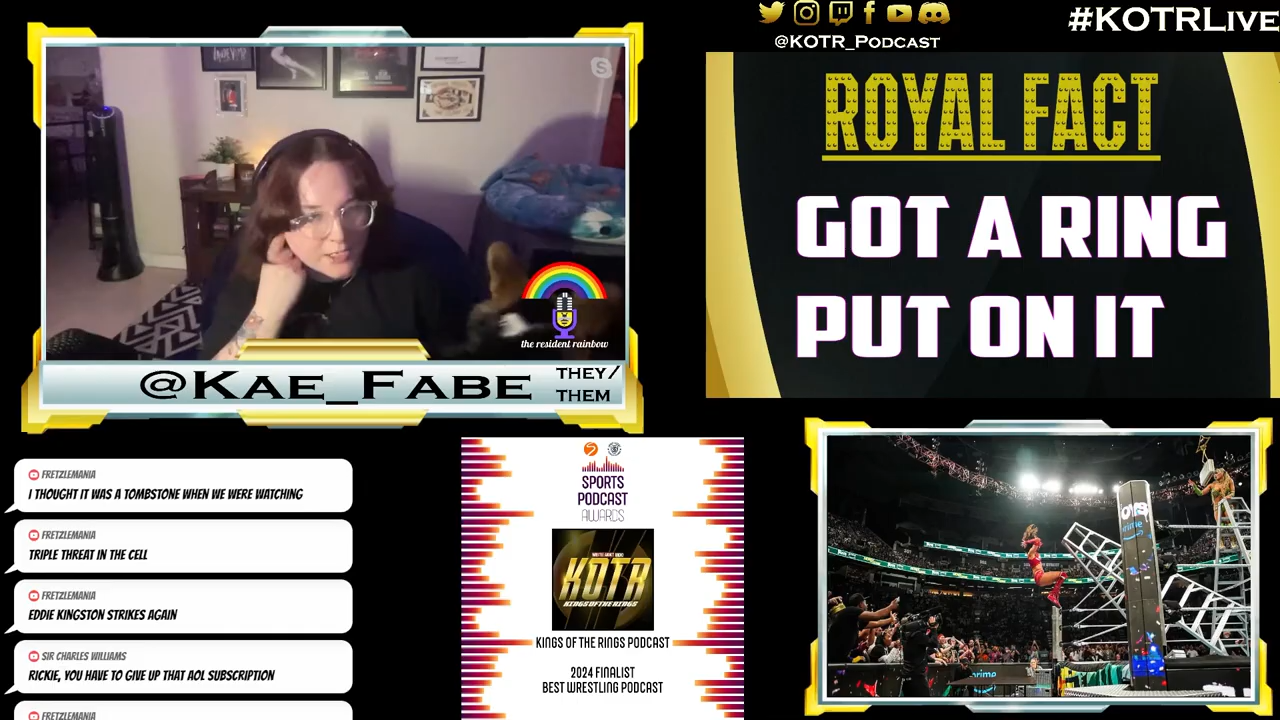 #KOTRLIVE
@KOTR_PODCAST
ROYAL FACT
GOT A RING
PUT ON IT
the resident rainbow
@KAE_FABE
THEY/
THEM
FRETZLEMANIA
I THOUGHT IT WAS A TOMBSTONE WHEN WE WERE WATCHING
FRETZLEMANIA
TRIPLE THREAT IN THE CELL
FRETZLEMANIA
EDDIE KINGSTON STRIKES AGAIN
SIR CHARLES WILLIAMS
RICKIE, YOU HAVE TO GIVE UP THAT AOL SUBSCRIPTION
FRETZLEMANIA
SPORTS
PODCAST
AWARDS
KOTR
KINGS OF THE RINGS
KINGS OF THE RINGS PODCAST
2024 FINALIST
BEST WRESTLING PODCAST
prime
prime